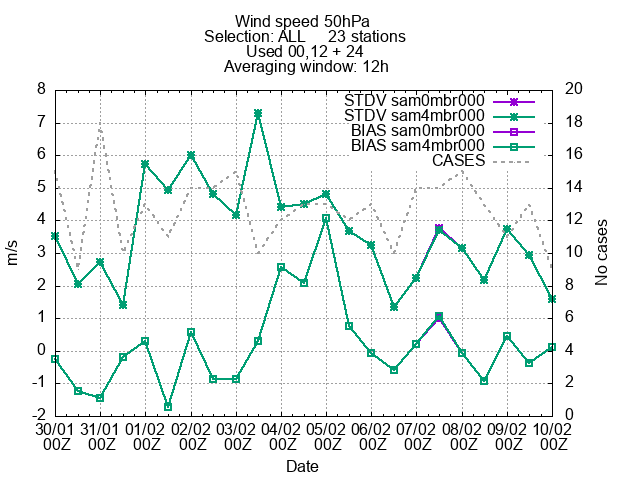 Wind speed 50hPa
Selection: ALL 23 stations
Used 00,12 + 24
Averaging window: 12h
STDV sam0mbr000
STDV sam4mbr000
BIAS sam0mbr000
BIAS sam4mbr000
CASES
8
7
6
5
4
3
2
1
0
-1
-2
m/s
20
18
16
14
12
10
8
6
4
2
0
No cases
30/01 31/01 01/02 02/02 03/02 04/02 05/02 06/02 07/02 08/02 09/02 10/02
00Z 00Z 00Z 00Z 00Z 00Z 00Z 00Z 00Z 00Z 00Z 00Z
Date